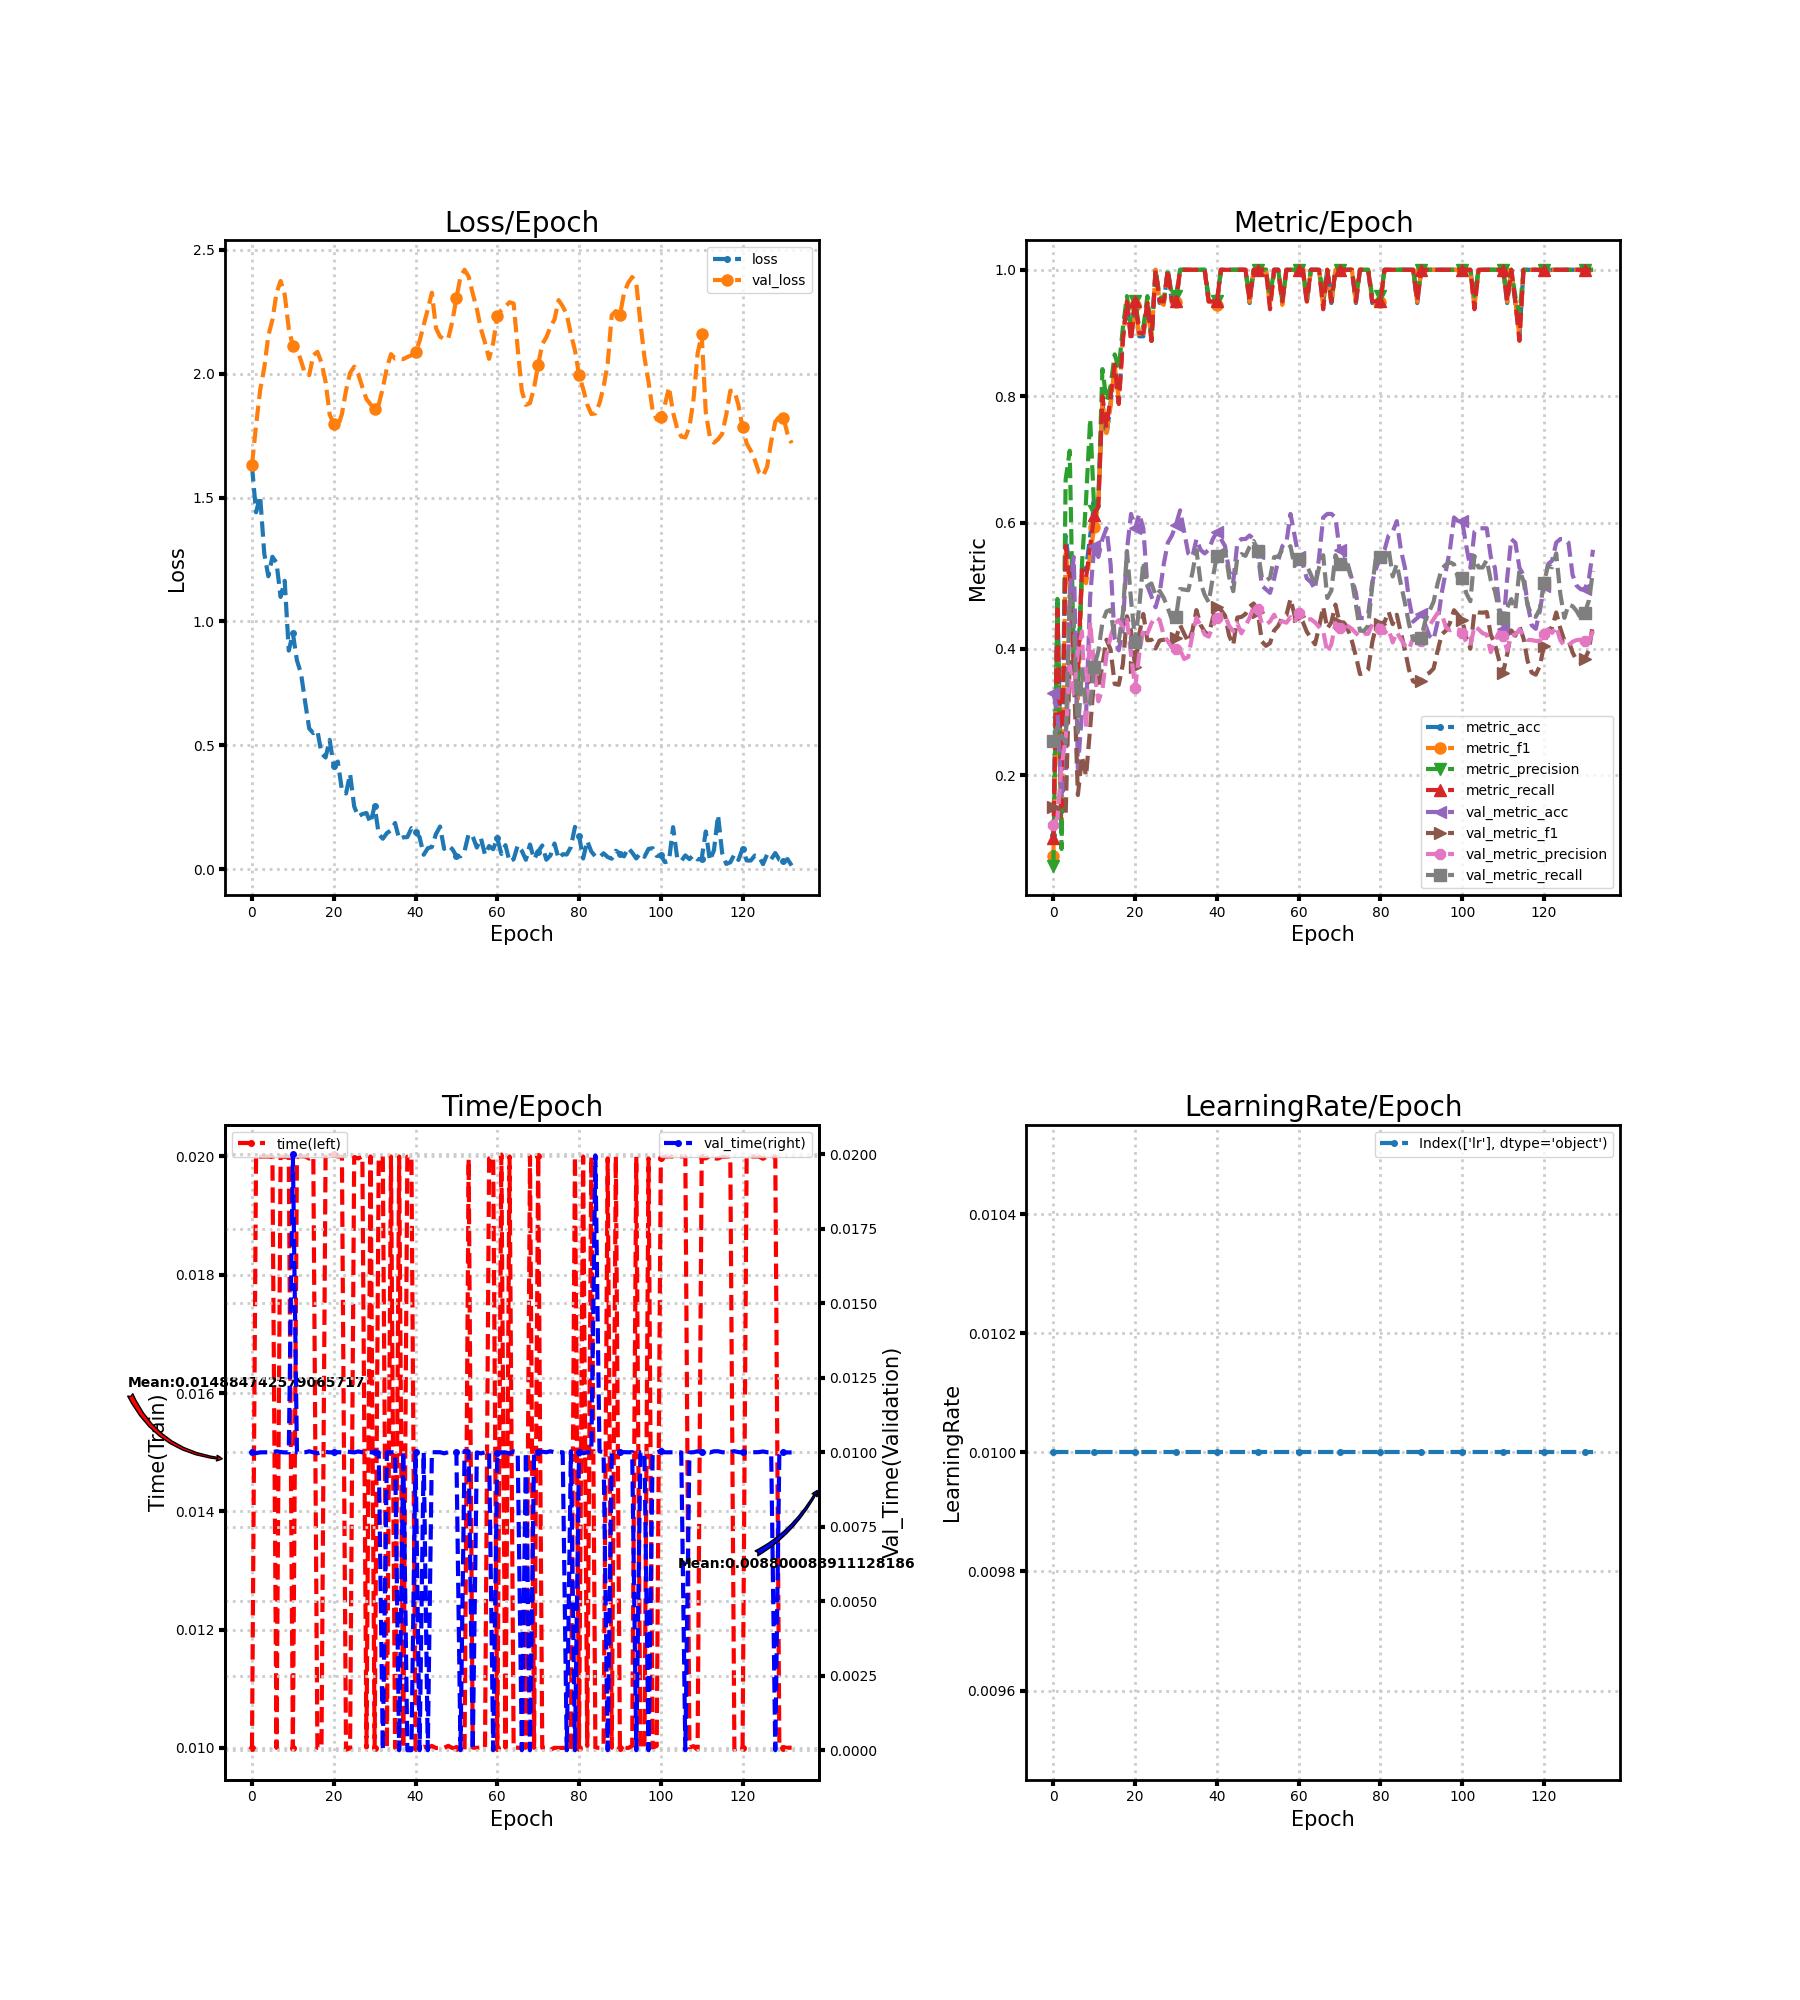 Loss/Epoch
2.5
2.0
1.5
1.0
0.5
0.0
Loss
loss
val_loss
0 20 40 60 80 100 120
Epoch
Metric/Epoch
1.0
0.8
0.6
0.4
0.2
Metric
metric_acc
metric_f1
metric_precision
metric_recall
val_metric_acc
val_metric_f1
val_metric_precision
val_metric_recall
0 20 40 60 80 100 120
Epoch
Time/Epoch
time(left)
val_time(right)
0.020
0.018
0.016
0.014
0.012
0.010
Time(Train)
Mean:0.014884742579065717
0.0200
0.0175
0.0150
0.0125
0.0100
0.0075
0.0050
0.0025
0.0000
Val_Time(Validation)
Mean:0.008800088911128186
0 20 40 60 80 100 120
Epoch
LearningRate/Epoch
Index(['lr'], dtype='object')
0.0104
0.0102
0.0100
0.0098
0.0096
LearningRate
0 20 40 60 80 100 120
Epoch